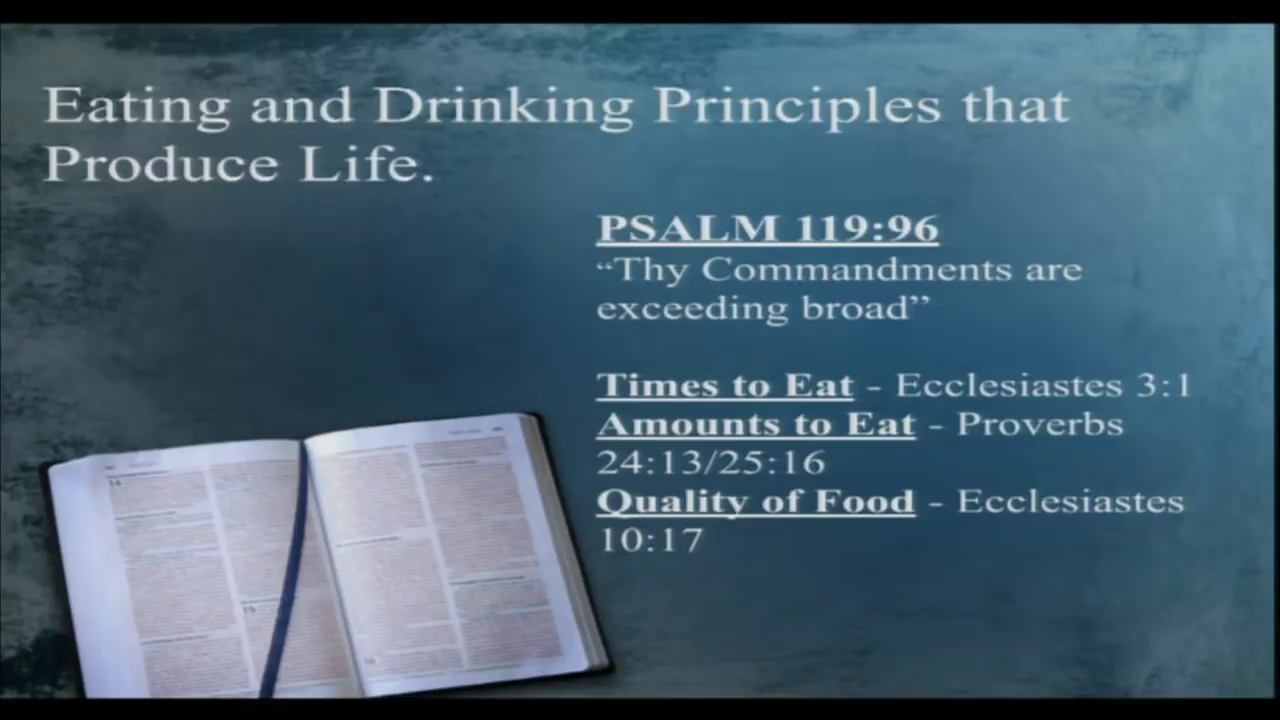 Eating and Drinking Principles that
Produce Life.
PSALM 119:96
“Thy Commandments are
exceeding broad”
Times to Eat - Ecclesiastes 3:1
Amounts to Eat - Proverbs
24:13/25:16
Quality of Food - Ecclesiastes
10:17